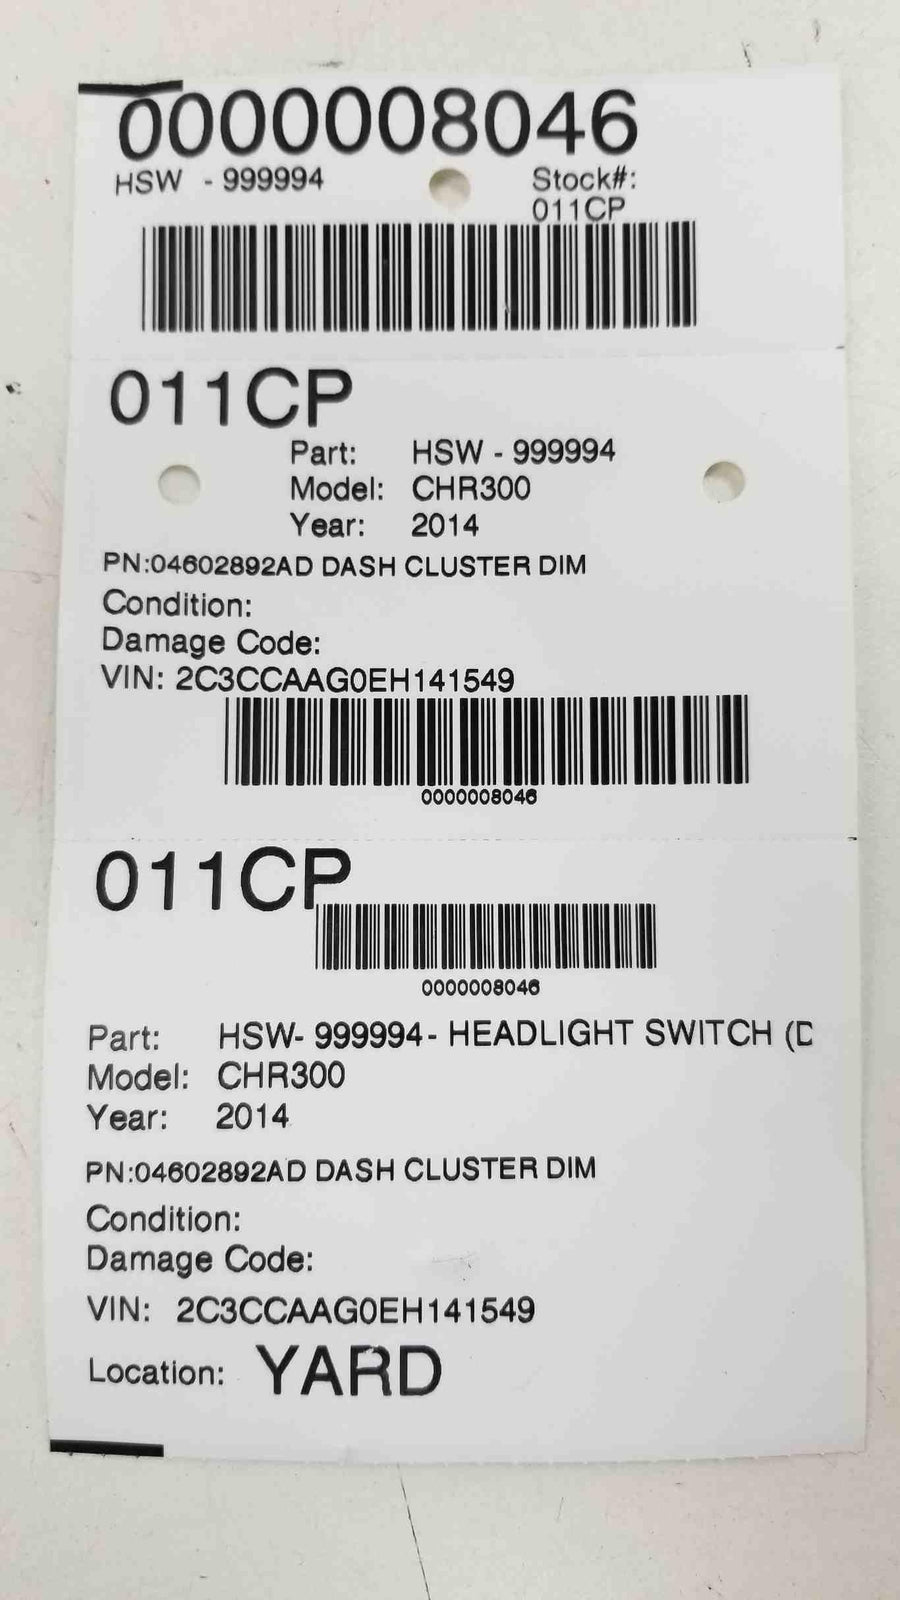 0000008046
HSW - 999994
Stock#:
011CP
011CP
Part: HSW - 999994
Model: CHR300
Year: 2014
PN:04602892AD DASH CLUSTER DIM
Condition:
Damage Code:
VIN: 2C3CCAAG0EH141549
0000008046
011CP
0000008046
Part: HSW- 999994- HEADLIGHT SWITCH (D
Model: CHR300
Year: 2014
PN:04602892AD DASH CLUSTER DIM
Condition:
Damage Code:
VIN: 2C3CCAAG0EH141549
Location: YARD